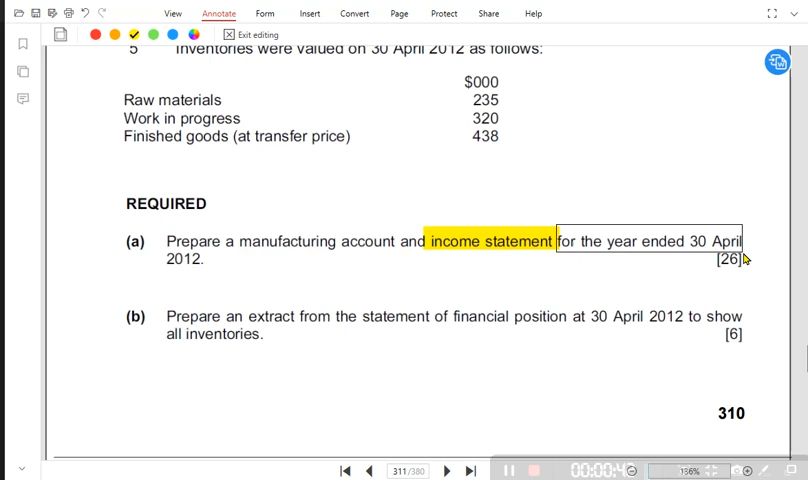 View Annotate Form Insert Convert Page Protect Share Help
Exit editing
5 Inventories were valued on 30 April 2012 as follows:
$000
Raw materials 235
Work in progress 320
Finished goods (at transfer price) 438
REQUIRED
(a) Prepare a manufacturing account and income statement for the year ended 30 April
2012. [26]
(b) Prepare an extract from the statement of financial position at 30 April 2012 to show
all inventories. [6]
310
311/380